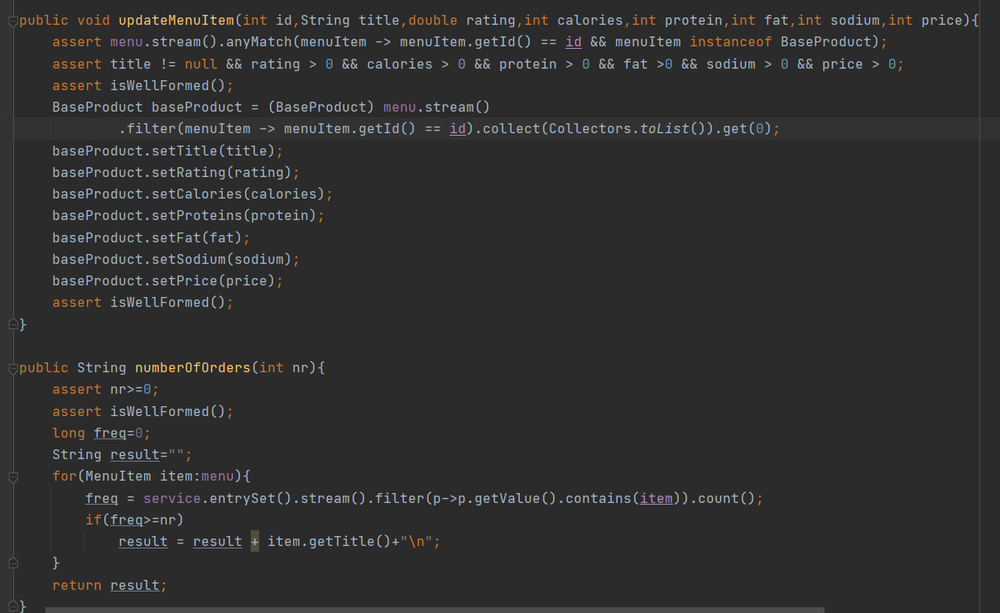 public void updateMenuItem(int id,String title,double rating,int calories,int protein,int fat,int sodium,int price){
    assert menu.stream().anyMatch(menuItem -> menuItem.getId() == id && menuItem instanceof BaseProduct);
    assert title != null && rating > 0 && calories > 0 && protein > 0 && fat >0 && sodium > 0 && price > 0;
    assert isWellFormed();
    BaseProduct baseProduct = (BaseProduct) menu.stream()
            .filter(menuItem -> menuItem.getId() == id).collect(Collectors.toList()).get(0);
    baseProduct.setTitle(title);
    baseProduct.setRating(rating);
    baseProduct.setCalories(calories);
    baseProduct.setProteins(protein);
    baseProduct.setFat(fat);
    baseProduct.setSodium(sodium);
    baseProduct.setPrice(price);
    assert isWellFormed();
}

public String numberOfOrders(int nr){
    assert nr>=0;
    assert isWellFormed();
    long freq=0;
    String result="";
    for(MenuItem item:menu){
        freq = service.entrySet().stream().filter(p->p.getValue().contains(item)).count();
        if(freq>=nr)
            result = result + item.getTitle()+"\n";
    }
    return result;
}